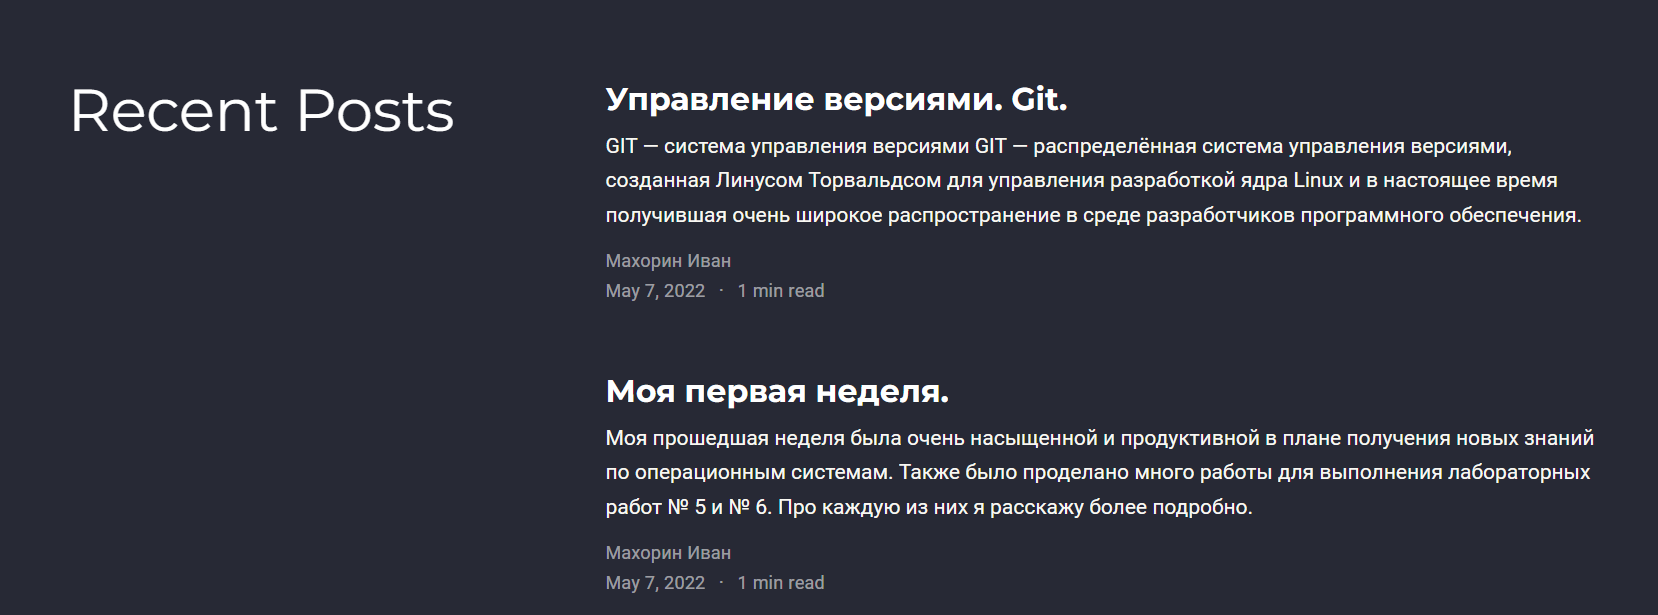 Recent Posts
Управление версиями. Git.
GIT — система управления версиями GIT — распределённая система управления версиями,
созданная Линусом Торвальдсом для управления разработкой ядра Linux и в настоящее время
получившая очень широкое распространение в среде разработчиков программного обеспечения.
Махорин Иван
May 7, 2022 · 1 min read
Моя первая неделя.
Моя прошедшая неделя была очень насыщенной и продуктивной в плане получения новых знаний
по операционным системам. Также было проделано много работы для выполнения лабораторных
работ № 5 и № 6. Про каждую из них я расскажу более подробно.
Махорин Иван
May 7, 2022 · 1 min read